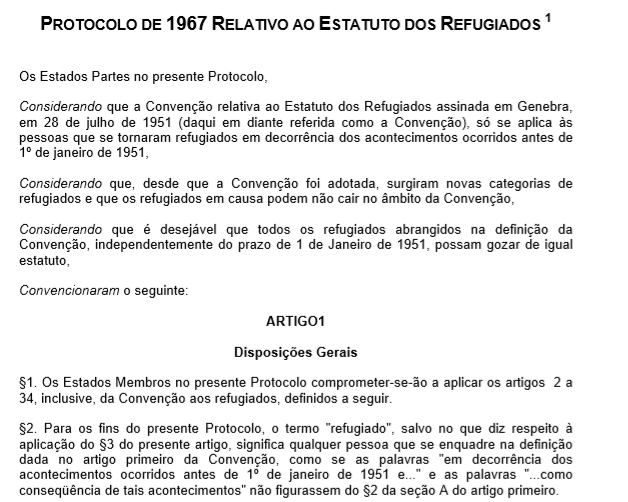 PROTOCOLO DE 1967 RELATIVO AO ESTATUTO DOS REFUGIADOS 1
Os Estados Partes no presente Protocolo,
Considerando que a Convenção relativa ao Estatuto dos Refugiados assinada em Genebra,
em 28 de julho de 1951 (daqui em diante referida como a Convenção), só se aplica às
pessoas que se tornaram refugiados em decorrência dos acontecimentos ocorridos antes de
1º de janeiro de 1951,
Considerando que, desde que a Convenção foi adotada, surgiram novas categorias de
refugiados e que os refugiados em causa podem não cair no âmbito da Convenção,
Considerando que é desejável que todos os refugiados abrangidos na definição da
Convenção, independentemente do prazo de 1 de Janeiro de 1951, possam gozar de igual
estatuto,
Convencionaram o seguinte:
ARTIGO1
Disposições Gerais
§1. Os Estados Membros no presente Protocolo comprometer-se-ão a aplicar os artigos 2 a
34, inclusive, da Convenção aos refugiados, definidos a seguir.
§2. Para os fins do presente Protocolo, o termo "refugiado", salvo no que diz respeito à
aplicação do §3 do presente artigo, significa qualquer pessoa que se enquadre na definição
dada no artigo primeiro da Convenção, como se as palavras "em decorrência dos
acontecimentos ocorridos antes de 1º de janeiro de 1951 e..." e as palavras "...como
conseqüência de tais acontecimentos" não figurassem do §2 da seção A do artigo primeiro.